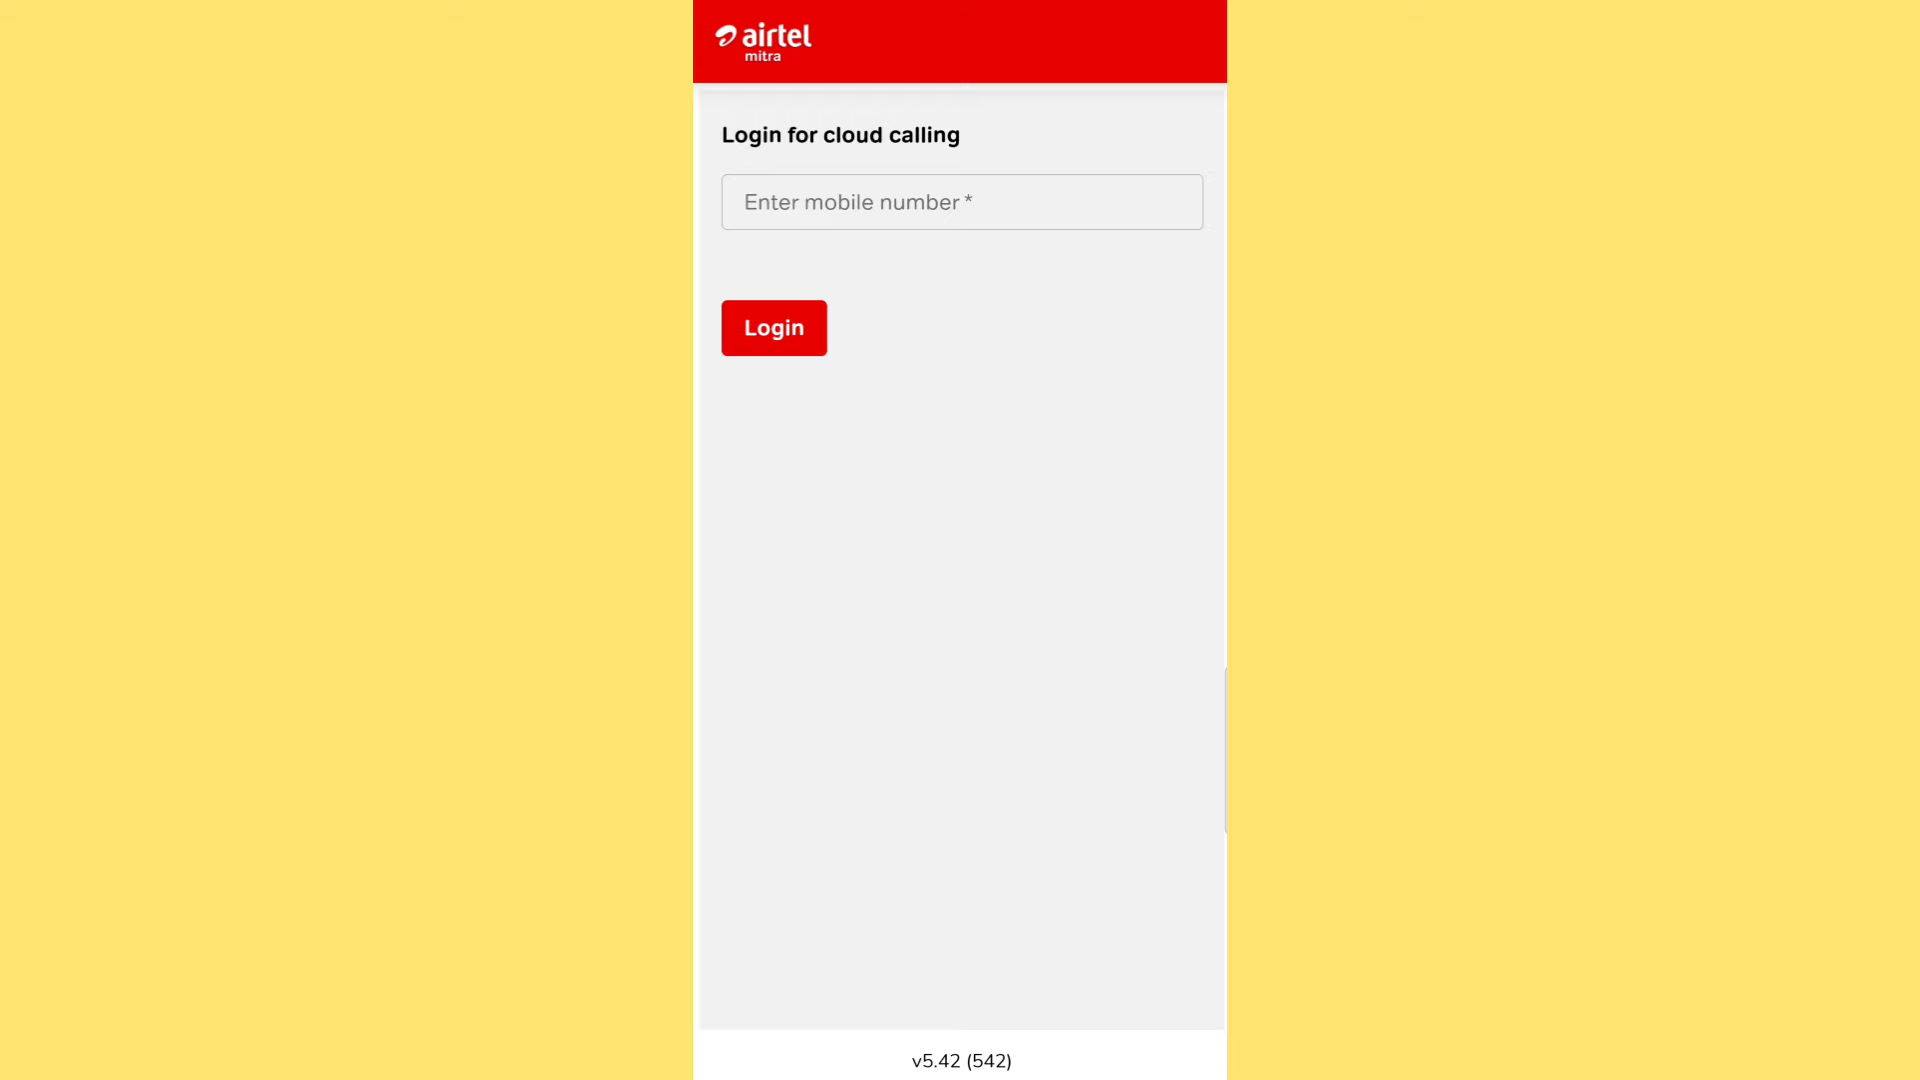 airtel
mitra
Login for cloud calling
Enter mobile number *
Login
v5.42 (542)